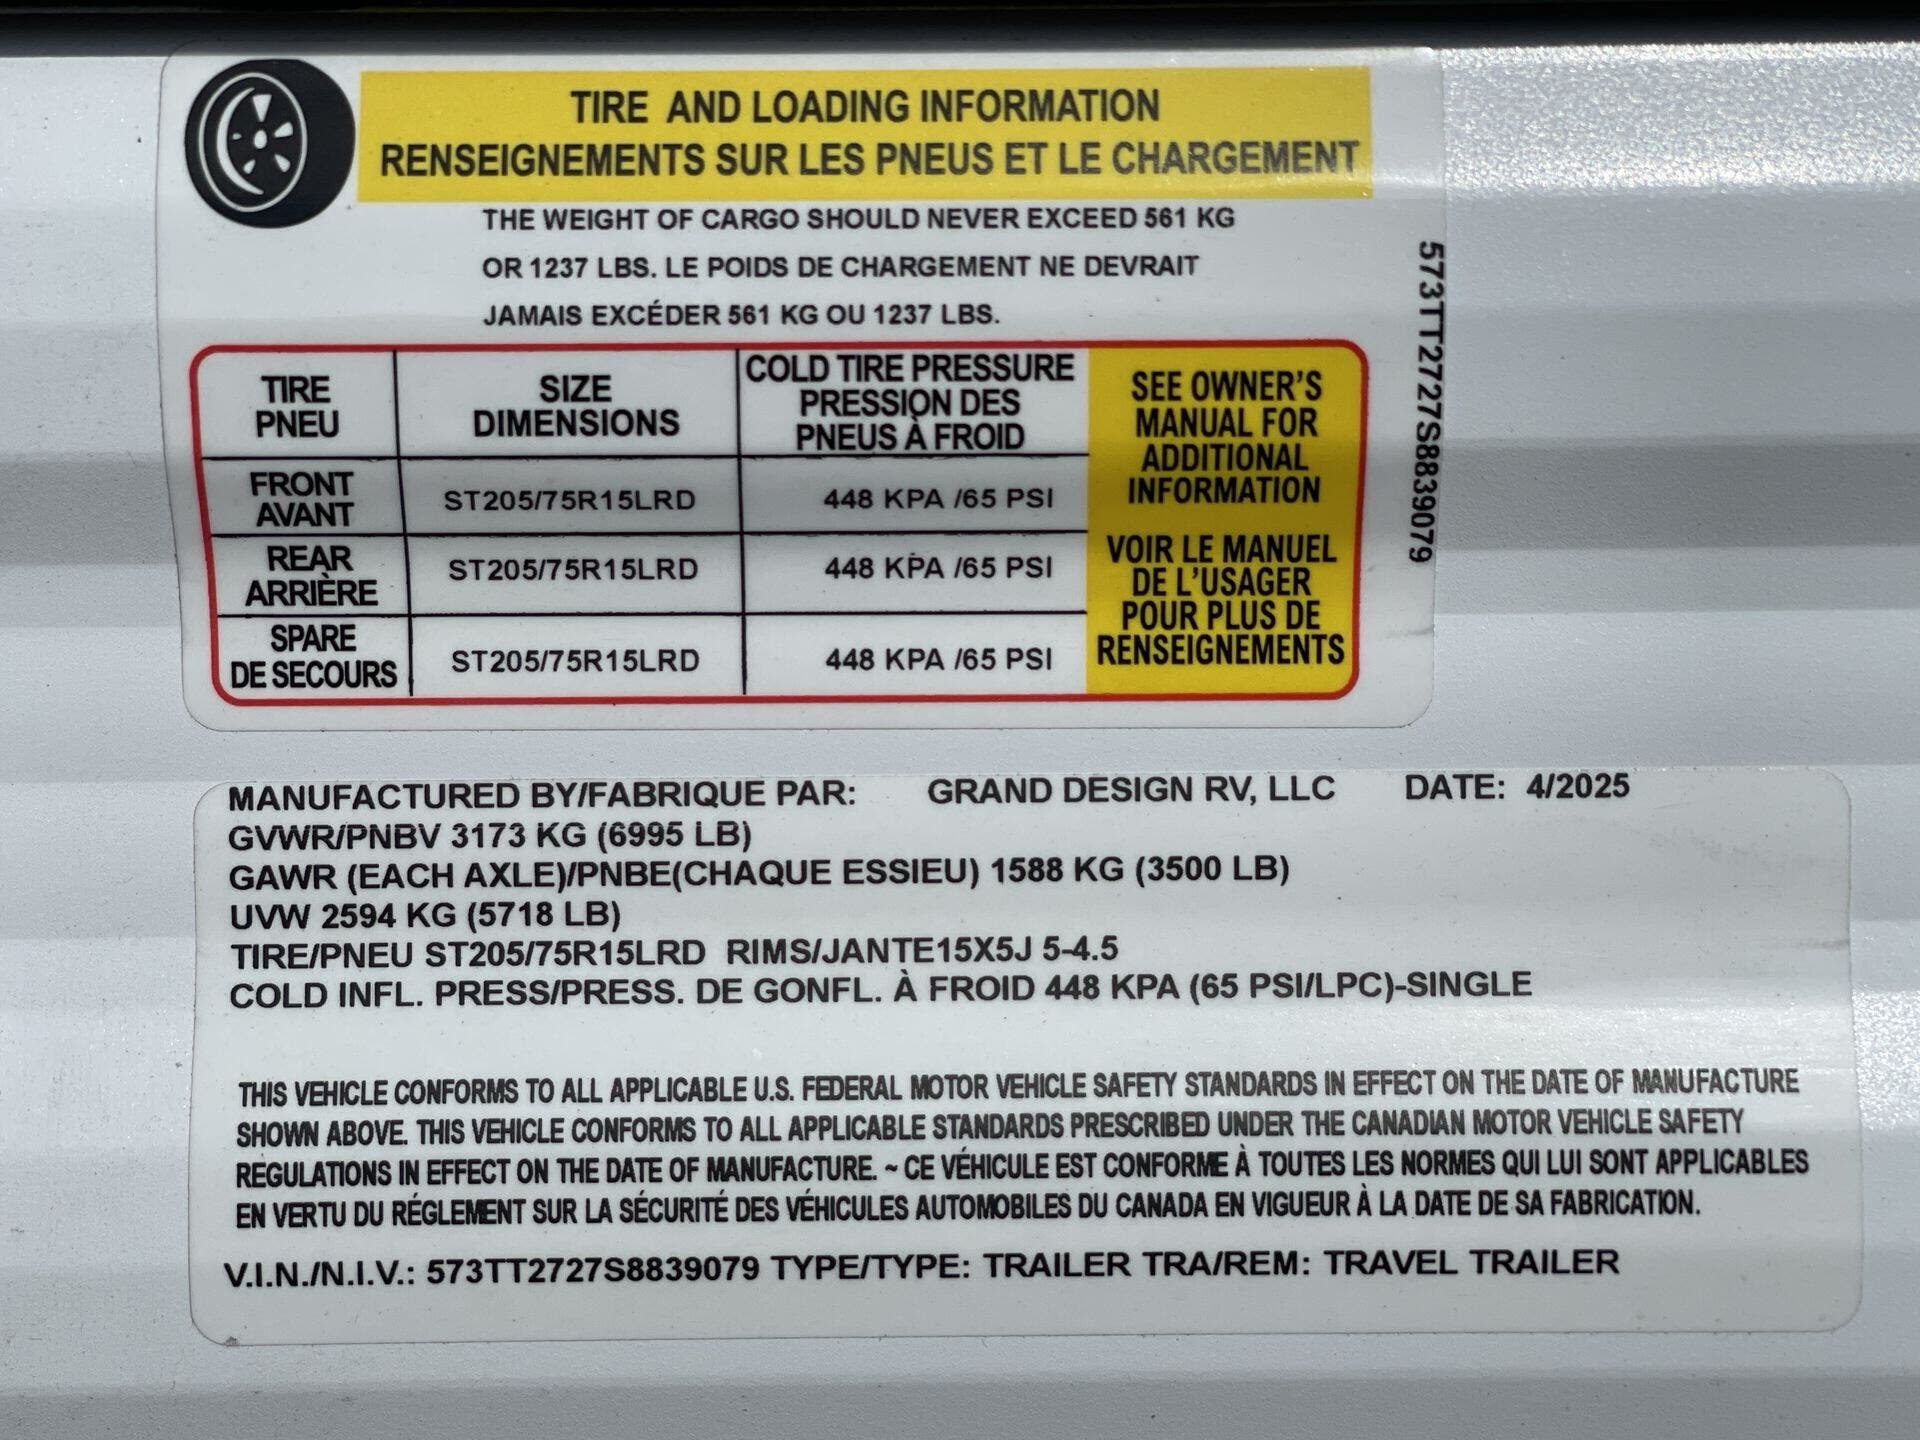 TIRE AND LOADING INFORMATION
RENSEIGNEMENTS SUR LES PNEUS ET LE CHARGEMENT
THE WEIGHT OF CARGO SHOULD NEVER EXCEED 561 KG
OR 1237 LBS. LE POIDS DE CHARGEMENT NE DEVRAIT
JAMAIS EXCÉDER 561 KG OU 1237 LBS.
TIRE
PNEU
SIZE
DIMENSIONS
COLD TIRE PRESSURE
PRESSION DES
PNEUS À FROID
FRONT
AVANT
ST205/75R15LRD
448 KPA /65 PSI
REAR
ARRIÈRE
ST205/75R15LRD
448 KPA /65 PSI
SPARE
DE SECOURS
ST205/75R15LRD
448 KPA /65 PSI
SEE OWNER'S
MANUAL FOR
ADDITIONAL
INFORMATION
VOIR LE MANUEL
DE L'USAGER
POUR PLUS DE
RENSEIGNEMENTS
573TT2727S8839079
MANUFACTURED BY/FABRIQUE PAR: GRAND DESIGN RV, LLC DATE: 4/2025
GVWR/PNBV 3173 KG (6995 LB)
GAWR (EACH AXLE)/PNBE(CHAQUE ESSIEU) 1588 KG (3500 LB)
UVW 2594 KG (5718 LB)
TIRE/PNEU ST205/75R15LRD RIMS/JANTE15X5J 5-4.5
COLD INFL. PRESS/PRESS. DE GONFL. À FROID 448 KPA (65 PSI/LPC)-SINGLE
THIS VEHICLE CONFORMS TO ALL APPLICABLE U.S. FEDERAL MOTOR VEHICLE SAFETY STANDARDS IN EFFECT ON THE DATE OF MANUFACTURE
SHOWN ABOVE. THIS VEHICLE CONFORMS TO ALL APPLICABLE STANDARDS PRESCRIBED UNDER THE CANADIAN MOTOR VEHICLE SAFETY
REGULATIONS IN EFFECT ON THE DATE OF MANUFACTURE. ~ CE VÉHICULE EST CONFORME À TOUTES LES NORMES QUI LUI SONT APPLICABLES
EN VERTU DU RÉGLEMENT SUR LA SÉCURITÉ DES VÉHICULES AUTOMOBILES DU CANADA EN VIGUEUR À LA DATE DE SA FABRICATION.
V.I.N./N.I.V.: 573TT2727S8839079 TYPE/TYPE: TRAILER TRA/REM: TRAVEL TRAILER